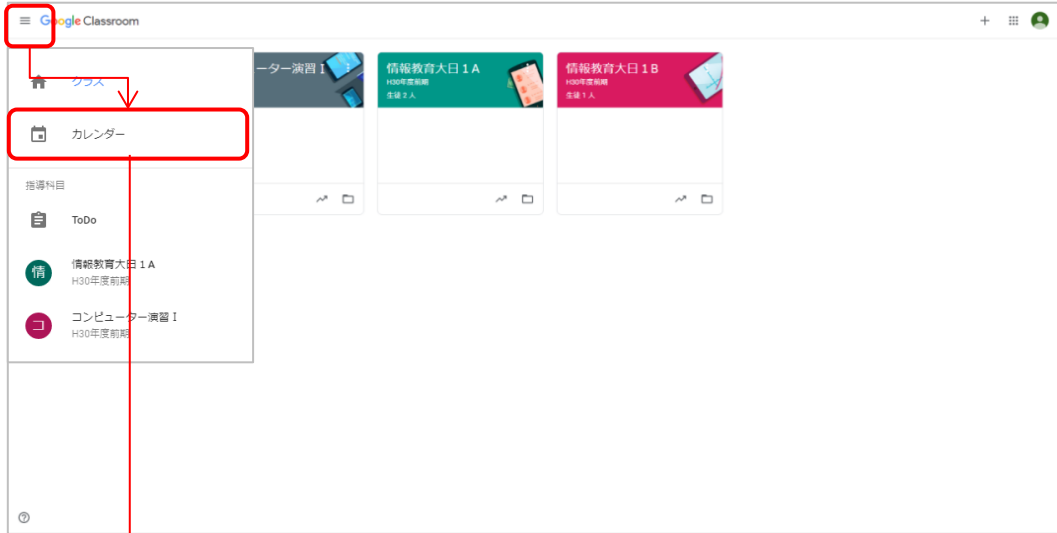 Google Classroom
クラス
カレンダー
指導科目
ToDo
情
情報教育大日1A
H30年度前期
コ
コンピューター演習I
H30年度前期
ーター演習I
情報教育大日1A
H30年度前期
生徒2人
情報教育大日1B
H30年度前期
生徒1人